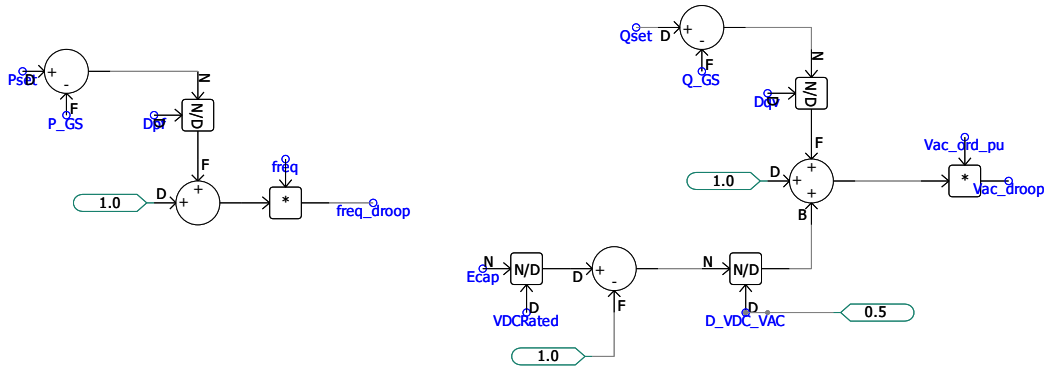 Pset
D
+
-
F
P_GS
N
N/D
Dpf
D
F
1.0
D
+
+
freq
*
freq_droop
Qset
D
+
-
F
Q_GS
N
N/D
Dqv
D
F
1.0
D
+
+
+
B
Vac_ord_pu
*
Vac_droop
Ecap
N
N/D
D
VDCRated
D
+
-
F
1.0
N
N/D
D
D_VDC_VAC
0.5